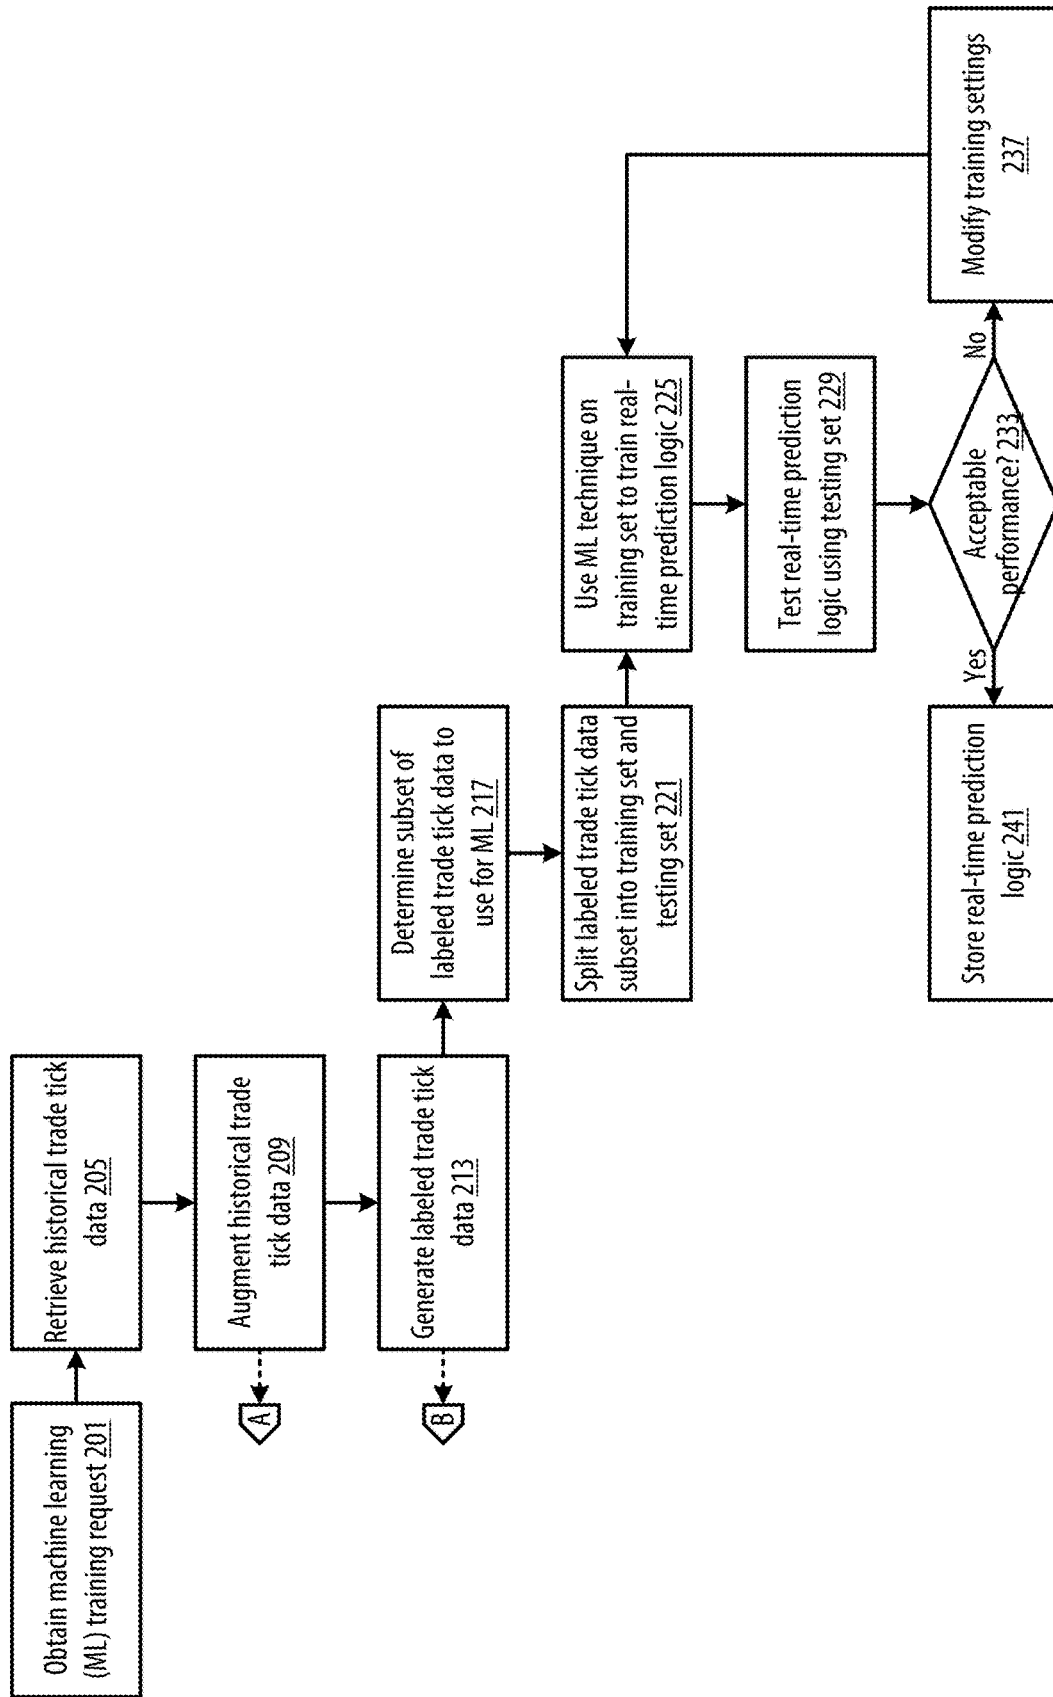 Obtain machine learning
(ML) training request 201
Retrieve historical trade tick
data 205
Augment historical trade
tick data 209
A
Generate labeled trade tick
data 213
B
Determine subset of
labeled trade tick data to
use for ML 217
Split labeled trade tick data
subset into training set and
testing set 221
Use ML technique on
training set to train real-
time prediction logic 225
Test real-time prediction
logic using testing set 229
Acceptable
performance? 233
Yes
No
Store real-time prediction
logic 241
Modify training settings
237